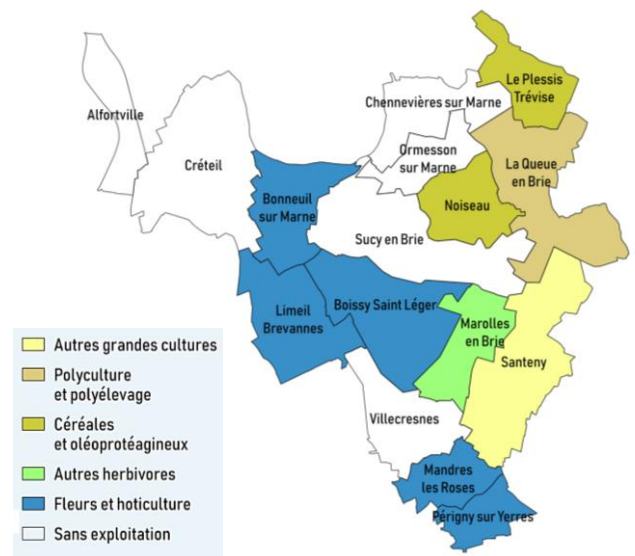 Le Plessis
Trévise
Chennevières sur Marne
Alfortville
Ormesson
sur Marne
Créteil
La Queue
en Brie
Bonneuil
sur Marne
Noiseau
Sucy en Brie
Limeil
Brevannes
Boissy Saint Léger
Marolles
en Brie
Santeny
Villecresnes
Mandres
les Roses
Périgny sur Yerres
Autres grandes cultures
Polyculture
et polyélevage
Céréales
et oléoprotéagineux
Autres herbivores
Fleurs et hoticulture
Sans exploitation